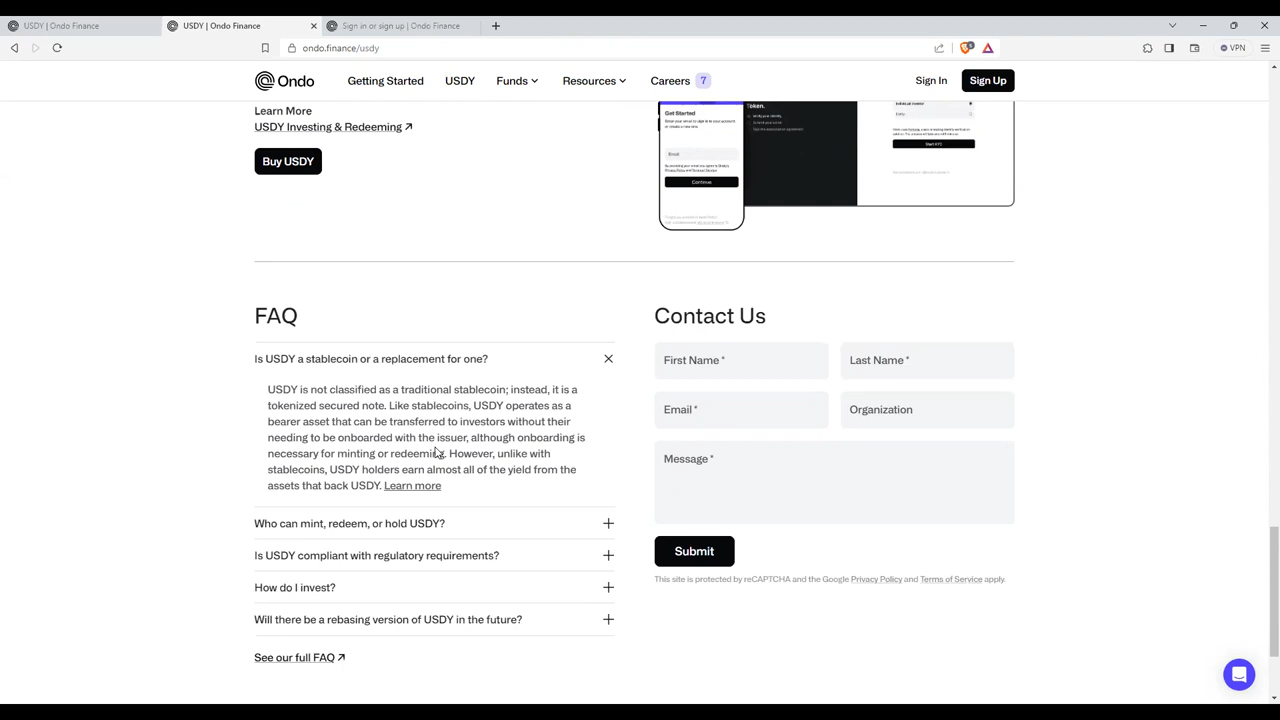 USDY | Ondo Finance
USDY | Ondo Finance
Sign in or sign up | Ondo Finance
ondo.finance/usdy
VPN
Ondo
Getting Started
USDY
Funds
Resources
Careers
7
Sign In
Sign Up
Learn More
USDY Investing & Redeeming
Buy USDY
Get Started
Email
Continue
Token.
Start KYC
FAQ
Is USDY a stablecoin or a replacement for one?
USDY is not classified as a traditional stablecoin; instead, it is a
tokenized secured note. Like stablecoins, USDY operates as a
bearer asset that can be transferred to investors without their
needing to be onboarded with the issuer, although onboarding is
necessary for minting or redeeming. However, unlike with
stablecoins, USDY holders earn almost all of the yield from the
assets that back USDY. Learn more
Who can mint, redeem, or hold USDY?
Is USDY compliant with regulatory requirements?
How do I invest?
Will there be a rebasing version of USDY in the future?
See our full FAQ
Contact Us
First Name *
Last Name *
Email *
Organization
Message *
Submit
This site is protected by reCAPTCHA and the Google Privacy Policy and Terms of Service apply.